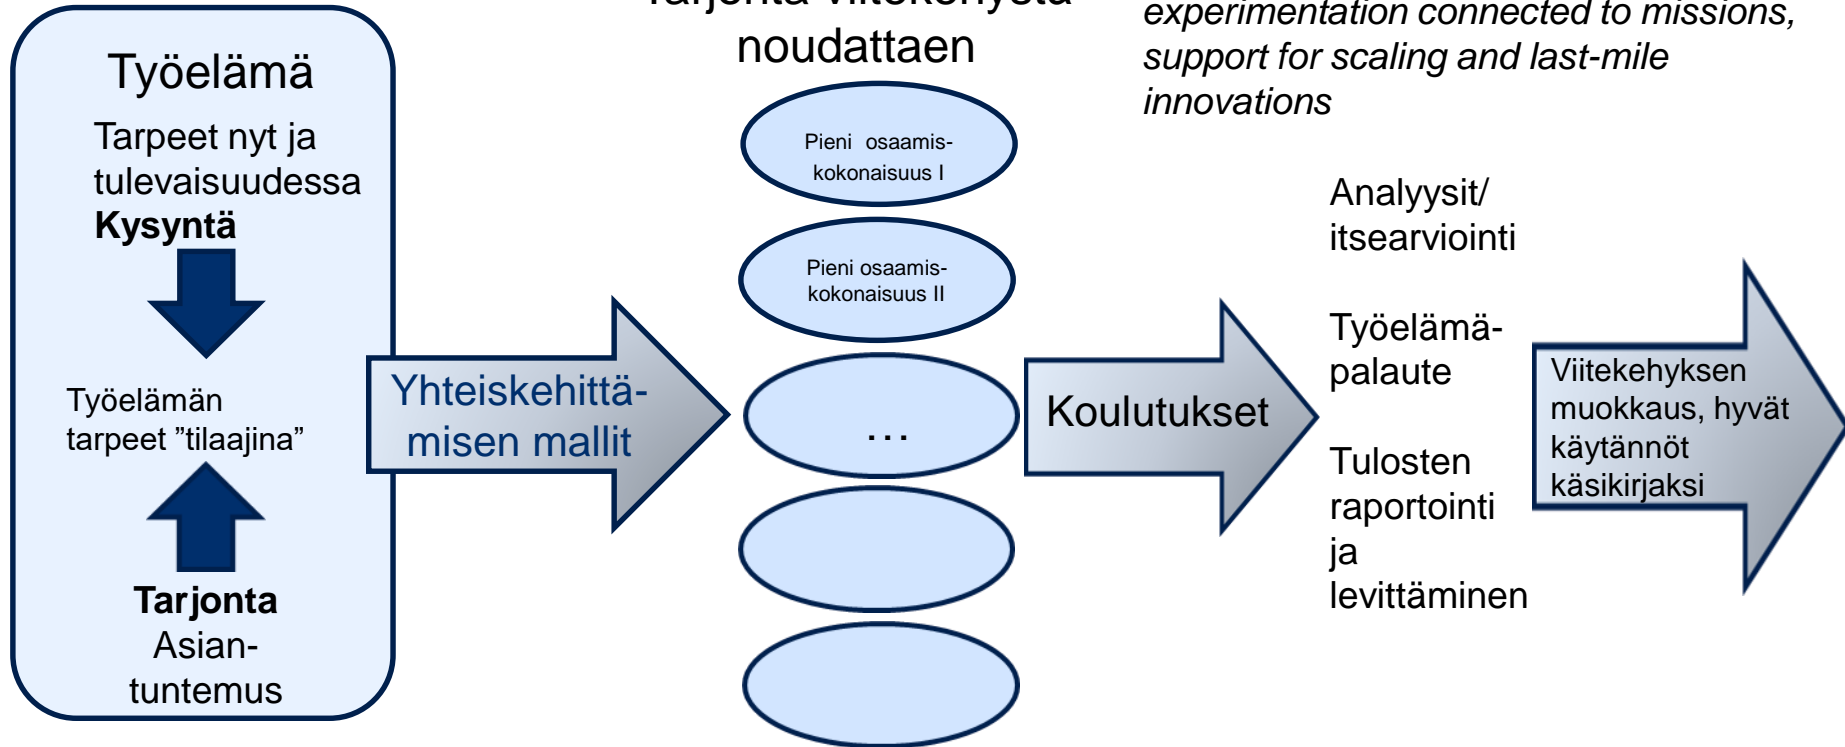 Työelämä
Tarpeet nyt ja
tulevaisuudessa
Kysyntä
Työelämän
tarpeet ”tilaajina”
Tarjonta
Asian-
tuntemus
Yhteiskehittä-
misen mallit
Tarjonta viitekehystä
noudattaen
Pieni osaamis-
kokonaisuus I
Pieni osaamis-
kokonaisuus II
...
Koulutukset
experimentation connected to missions,
support for scaling and last-mile
innovations
Analyysit/
itsearviointi
Työelämä-
palaute
Tulosten
raportointi
ja
levittäminen
Viitekehyksen
muokkaus, hyvät
käytännöt
käsikirjaksi